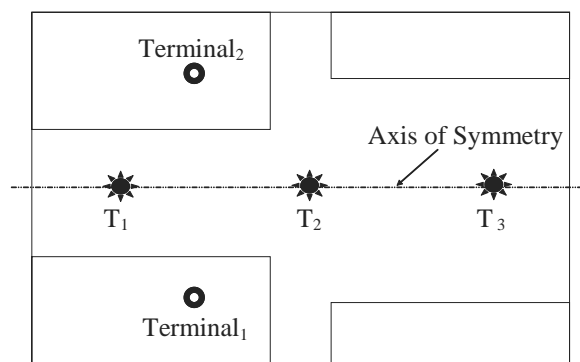 Terminal₂
Axis of Symmetry
T₁ T₂ T₃
Terminal₁